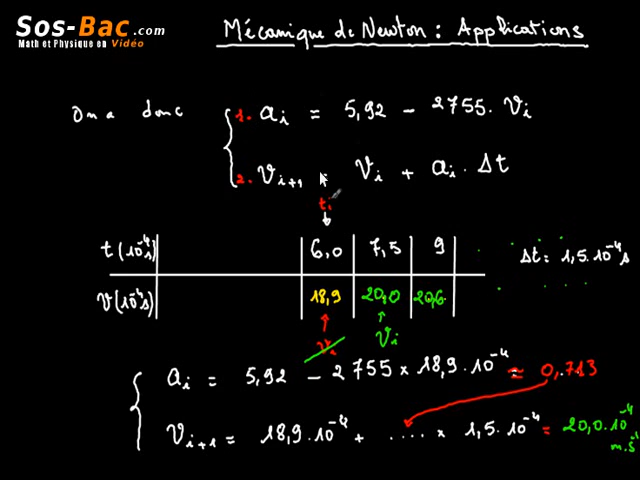 Sos-Bac.com
Math et Physique en Vidéo
Mécanique de Newton : Applications
On a donc
1. ai = 5,92 - 2755. Vi
2. Vi+1 = Vi + ai . Δt
ti
t(10⁻⁴s) 6,0 7,5 9 Δt = 1,5.10⁻⁴s
V(10⁻⁴s) 18,9 20,0 20,6
Vi
ai = 5,92 - 2755 × 18,9.10⁻⁴ ≈ 0,713
Vi+1 = 18,9.10⁻⁴ + .... × 1,5.10⁻⁴ = 20,0.10⁻⁴
m.s⁻¹